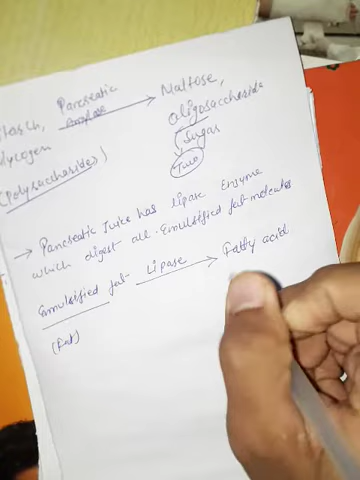 Starch, Pancreatic Amylase Maltose,
Glycogen Oligosaccharide
(Polysaccharides) Sugar
Two
→ Pancreatic Juice has Lipase Enzyme
which digest all Emulsified fat molecules
Emulsified fat Lipase → Fatty acid
(Fat)